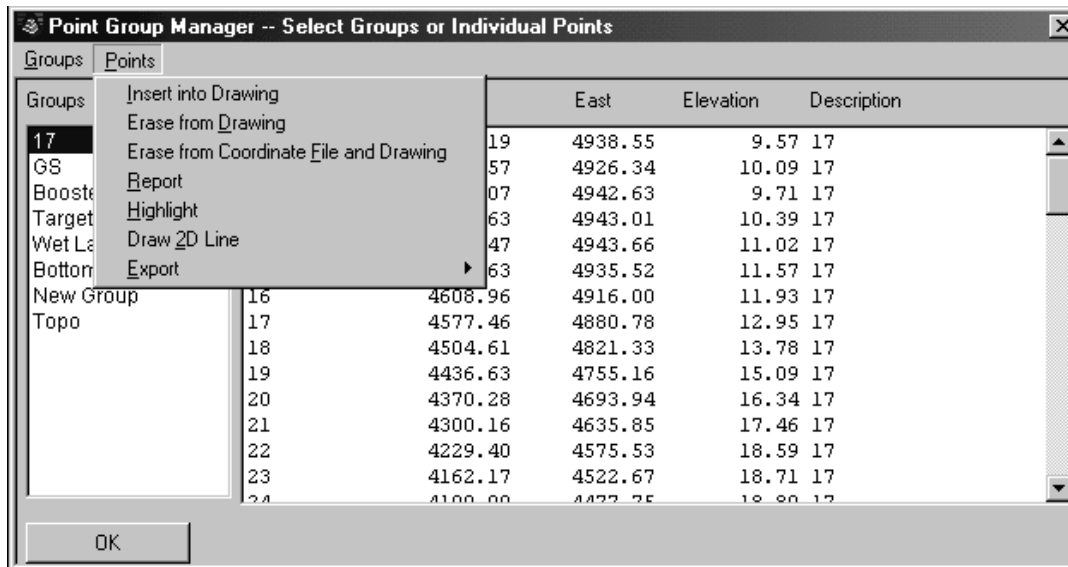 Point Group Manager -- Select Groups or Individual Points
Groups Points
Groups East Elevation Description
Insert into Drawing
Erase from Drawing
Erase from Coordinate File and Drawing
Report
Highlight
Draw 2D Line
Export
17
GS
Booste
Target
Wet La
Bottom
New Group
Topo
19 4938.55 9.57 17
57 4926.34 10.09 17
07 4942.63 9.71 17
63 4943.01 10.39 17
47 4943.66 11.02 17
63 4935.52 11.57 17
16 4608.96 4916.00 11.93 17
17 4577.46 4880.78 12.95 17
18 4504.61 4821.33 13.78 17
19 4436.63 4755.16 15.09 17
20 4370.28 4693.94 16.34 17
21 4300.16 4635.85 17.46 17
22 4229.40 4575.53 18.59 17
23 4162.17 4522.67 18.71 17
OK